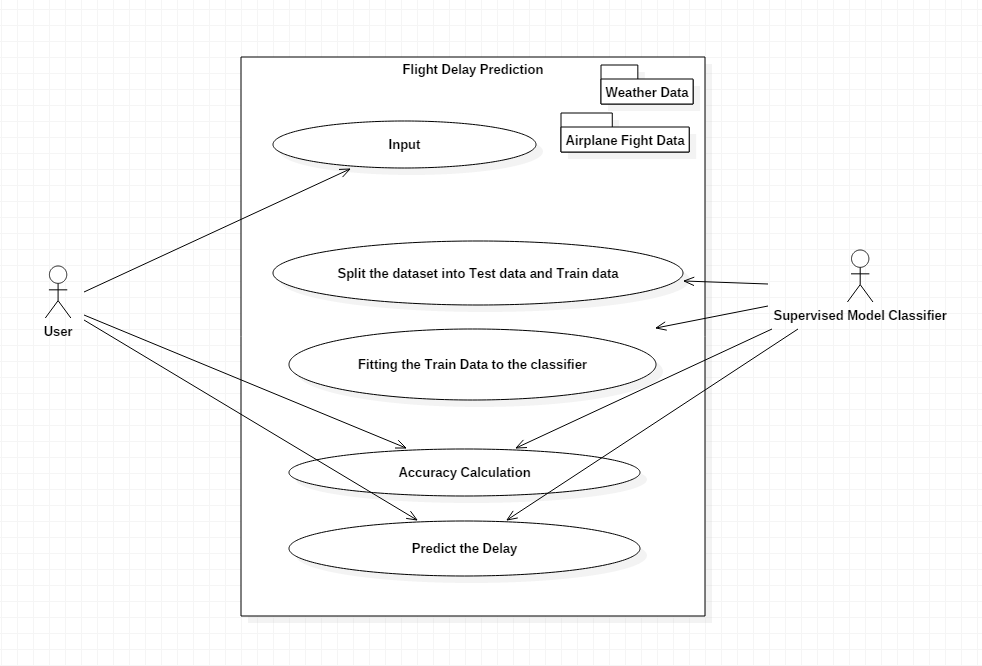 Flight Delay Prediction
Weather Data
Airplane Fight Data
Input
Split the dataset into Test data and Train data
User
Supervised Model Classifier
Fitting the Train Data to the classifier
Accuracy Calculation
Predict the Delay